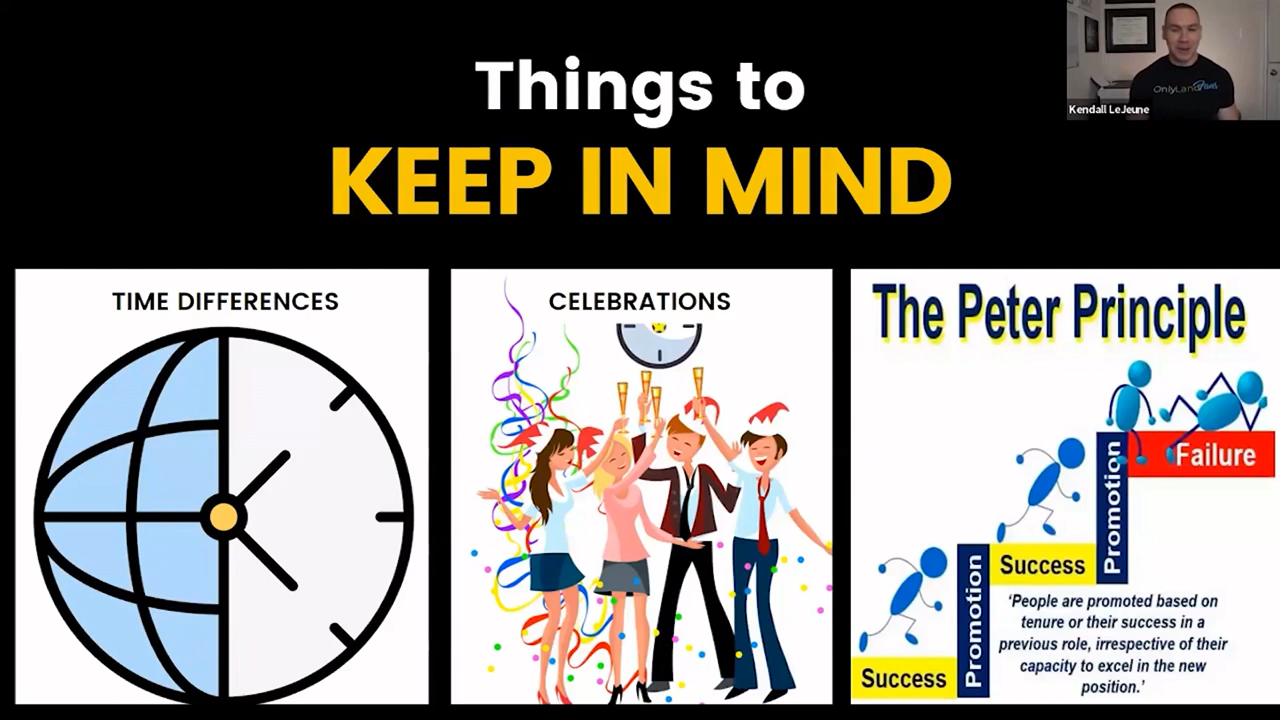 Things to
KEEP IN MIND
OnlyLandFans
Kendall LeJeune
TIME DIFFERENCES
CELEBRATIONS
The Peter Principle
Failure
Promotion
Success
Promotion
Success
‘People are promoted based on
tenure or their success in a
previous role, irrespective of their
capacity to excel in the new
position.’